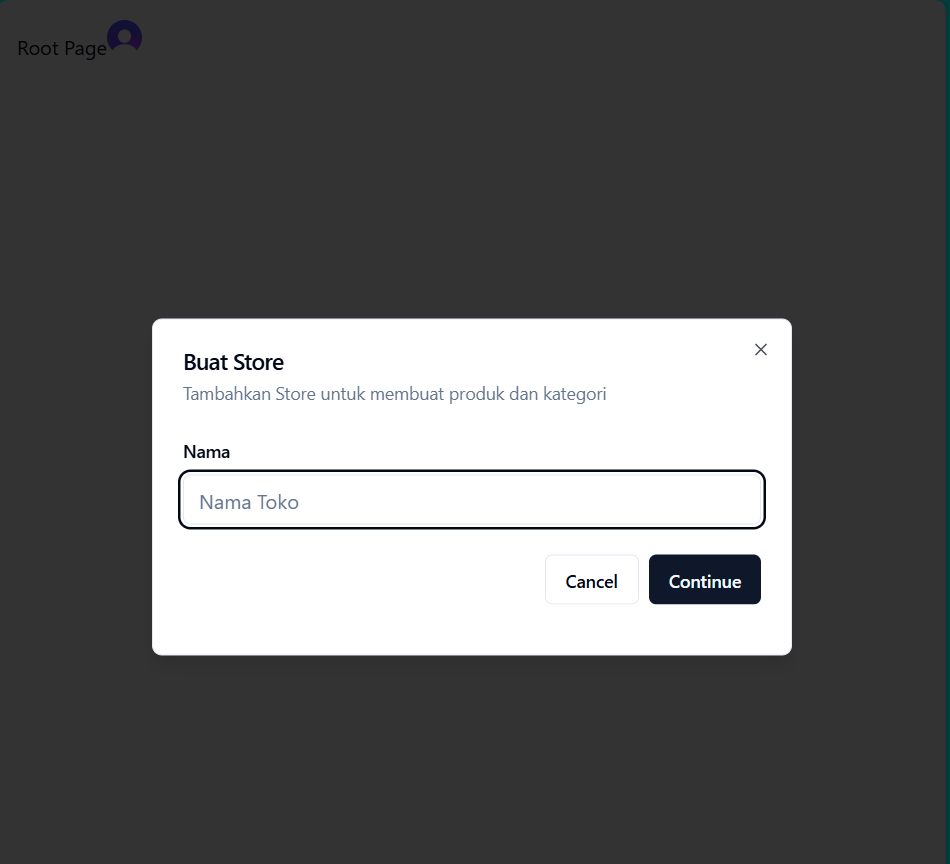 Root Page
Buat Store
Tambahkan Store untuk membuat produk dan kategori
Nama
Nama Toko
Cancel
Continue